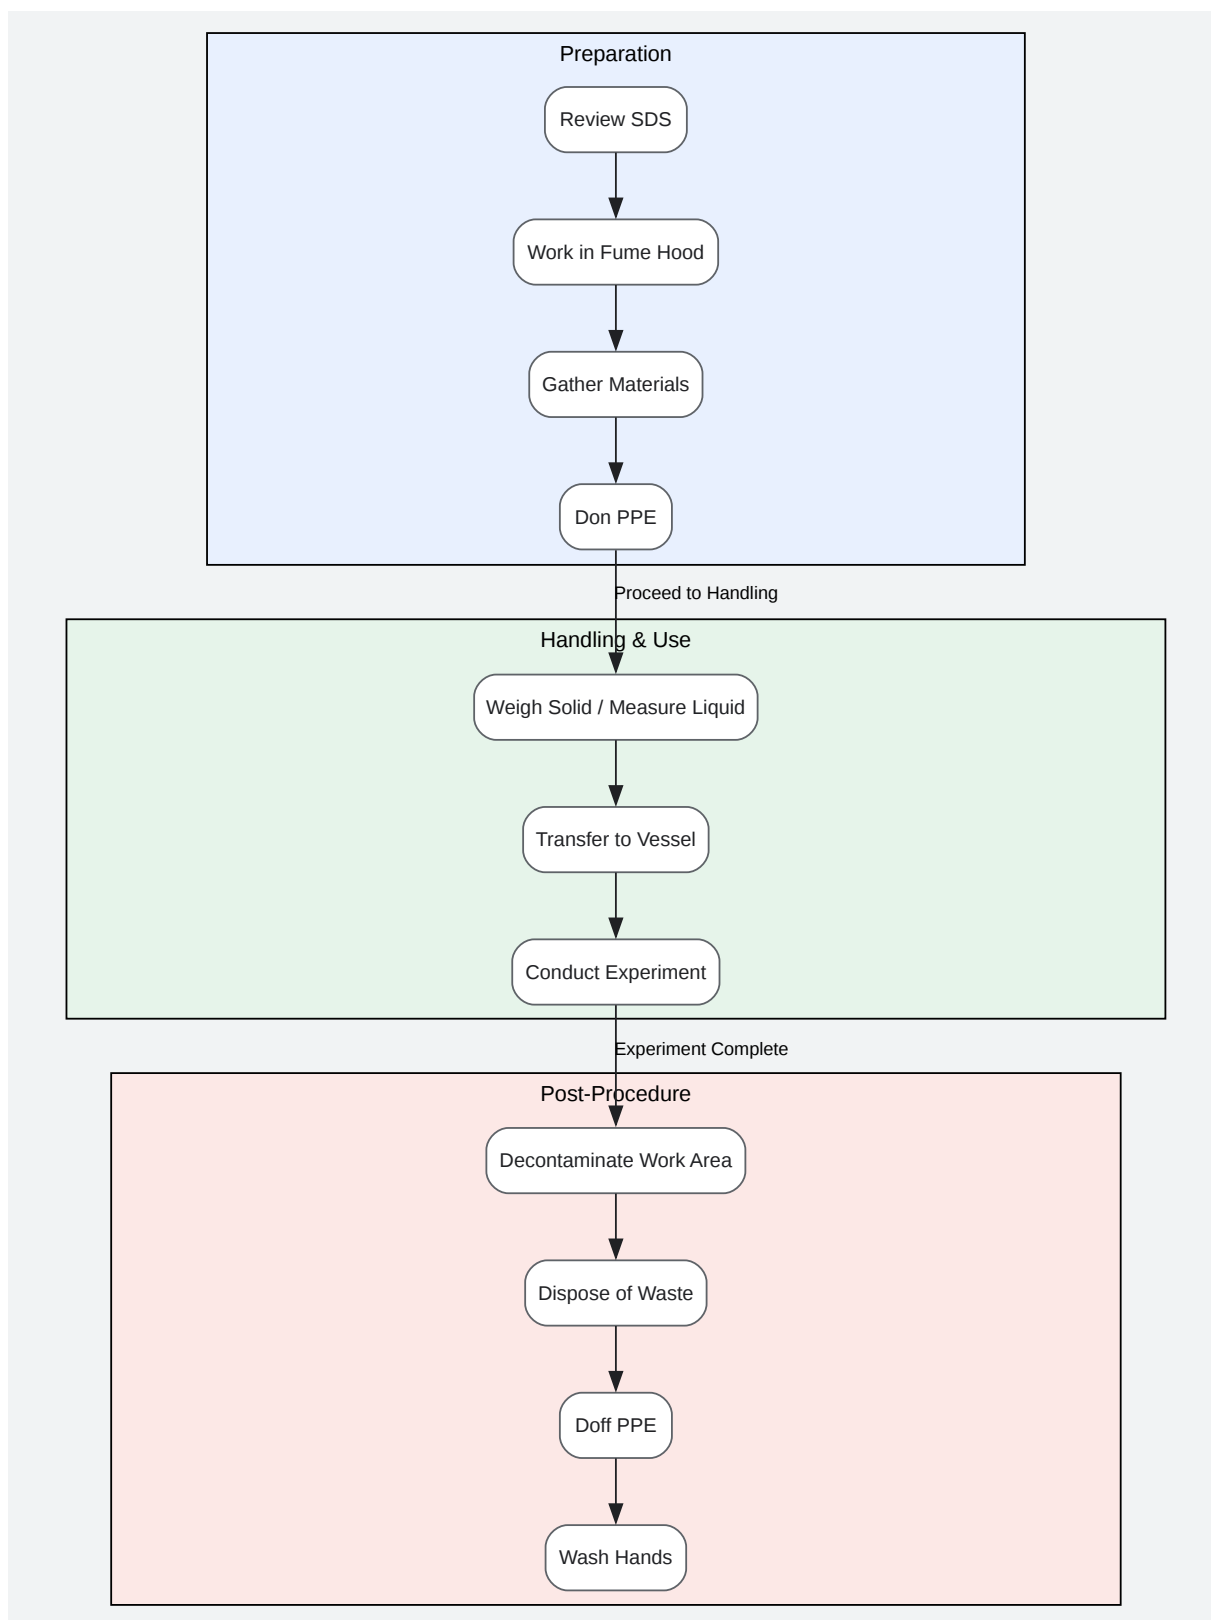 Preparation
Review SDS
Work in Fume Hood
Gather Materials
Don PPE
Proceed to Handling
Handling & Use
Weigh Solid / Measure Liquid
Transfer to Vessel
Conduct Experiment
Experiment Complete
Post-Procedure
Decontaminate Work Area
Dispose of Waste
Doff PPE
Wash Hands